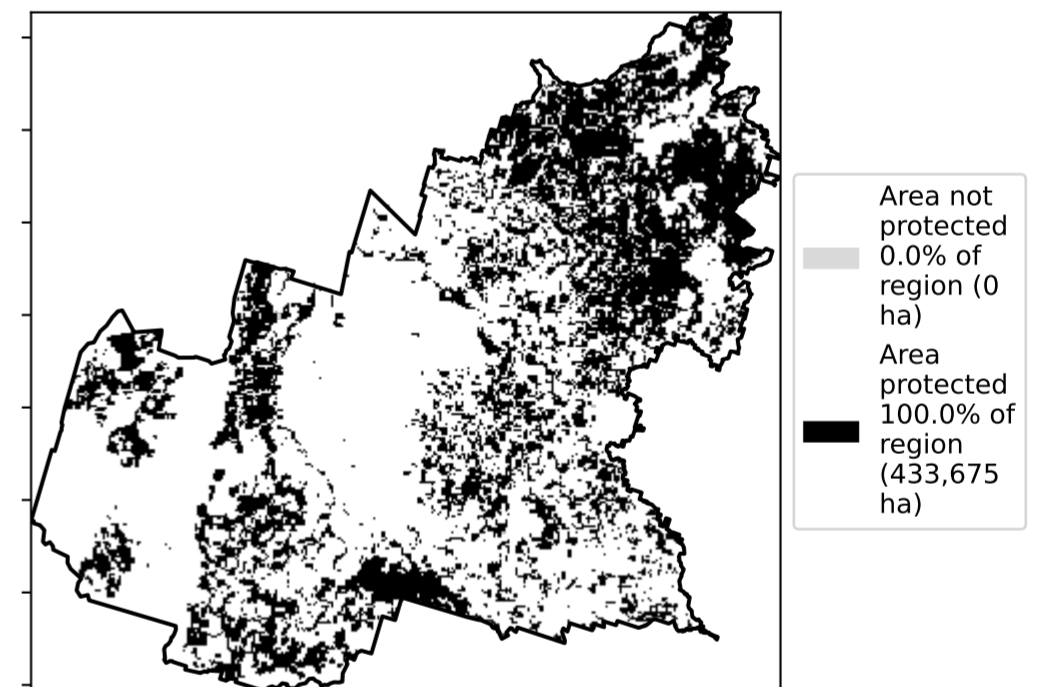 Area not
protected
0.0% of
region (0
ha)
Area
protected
100.0% of
region
(433,675
ha)